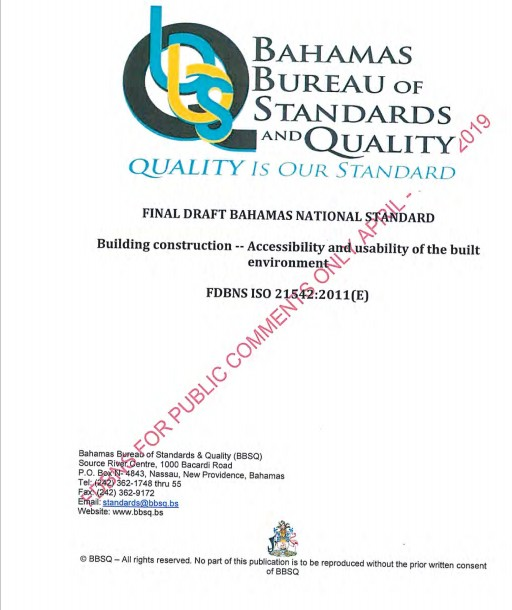 bbs
BAHAMAS
BUREAU OF
STANDARDS
AND QUALITY
QUALITY IS OUR STANDARD
FINAL DRAFT BAHAMAS NATIONAL STANDARD
Building construction -- Accessibility and usability of the built
environment
FDBNS ISO 21542:2011(E)
FOR PUBLIC COMMENTS ONLY APRIL - 2019
Bahamas Bureau of Standards & Quality (BBSQ)
Source River Centre, 1000 Bacardi Road
P.O. Box N- 4843, Nassau, New Providence, Bahamas
Tel: (242) 362-1748 thru 55
Fax: (242) 362-9172
Email: standards@bbsq.bs
Website: www.bbsq.bs
© BBSQ – All rights reserved. No part of this publication is to be reproduced without the prior written consent
of BBSQ